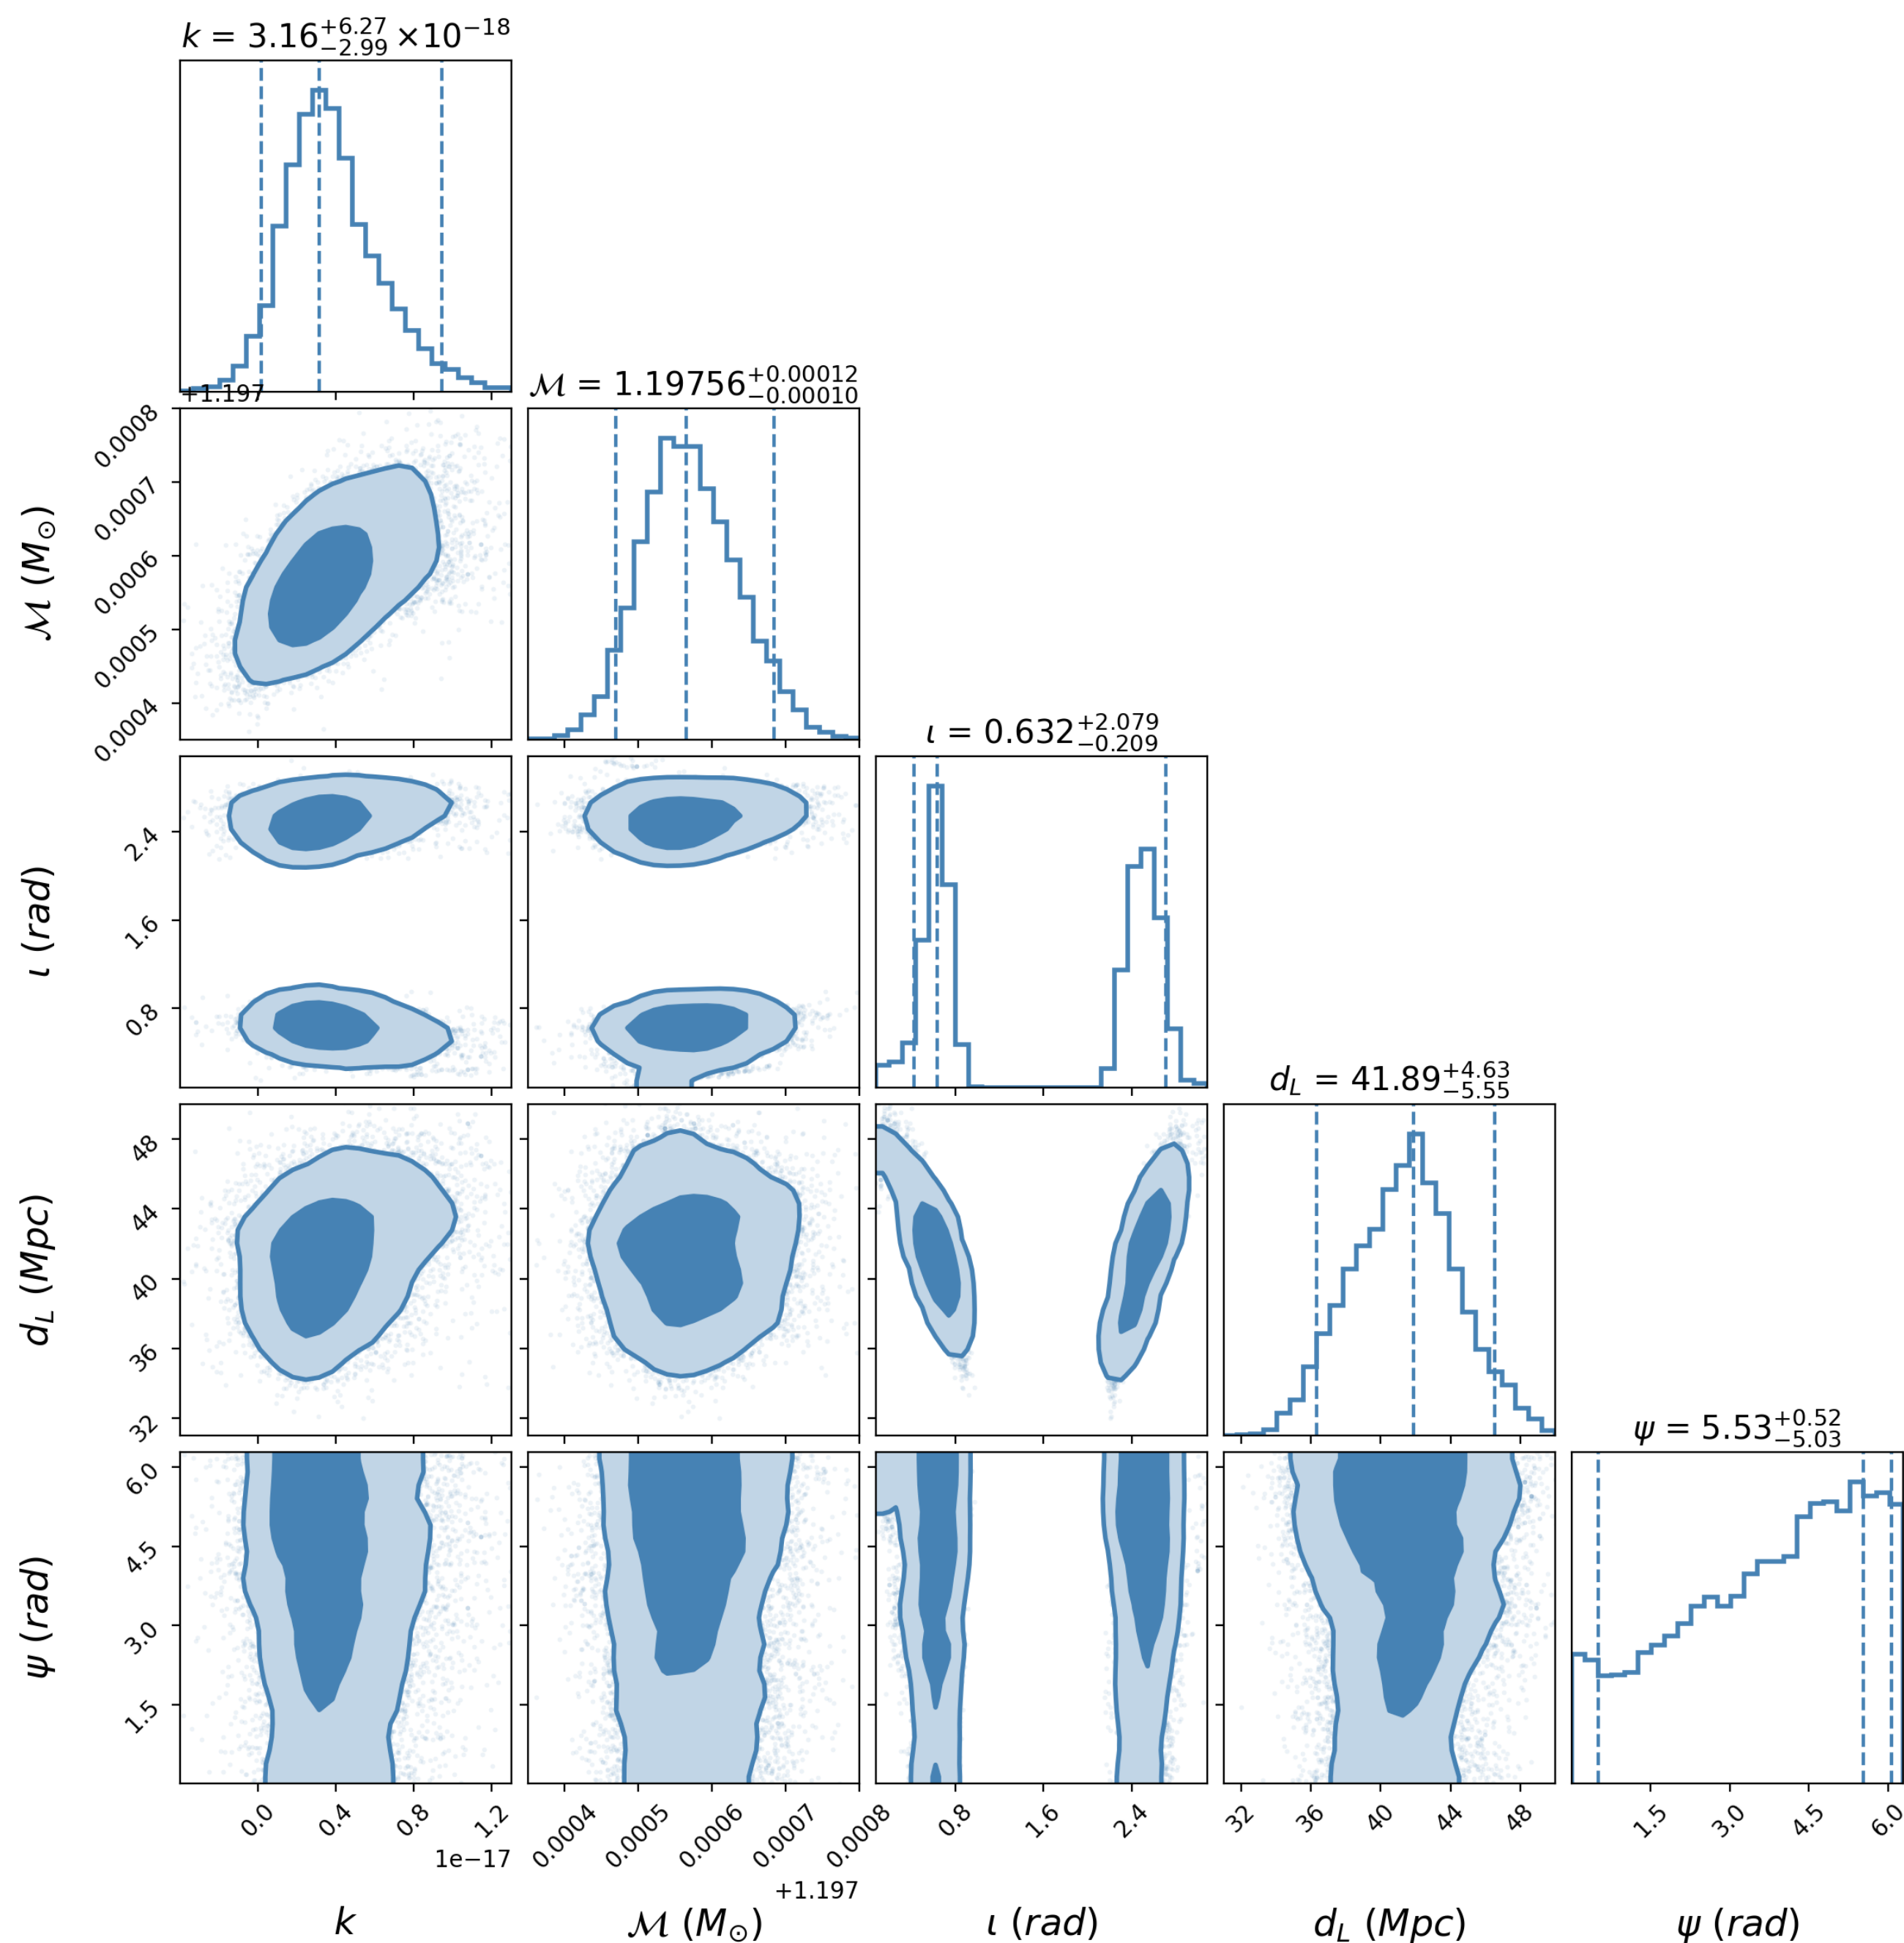 k = 3.16^{+6.27}_{−2.99} ×10^{−18}
+1.197
ℳ = 1.19756^{+0.00012}_{−0.00010}
0.0008
0.0007
0.0006
0.0005
0.0004
ℳ (M_⊙)
ι = 0.632^{+2.079}_{−0.209}
2.4
1.6
0.8
ι (rad)
d_L = 41.89^{+4.63}_{−5.55}
48
44
40
36
32
d_L (Mpc)
ψ = 5.53^{+0.52}_{−5.03}
6.0
4.5
3.0
1.5
ψ (rad)
0.0 0.4 0.8 1.2
1e−17
k
0.0004 0.0005 0.0006 0.0007 0.0008
+1.197
ℳ (M_⊙)
0.8 1.6 2.4
ι (rad)
32 36 40 44 48
d_L (Mpc)
1.5 3.0 4.5 6.0
ψ (rad)